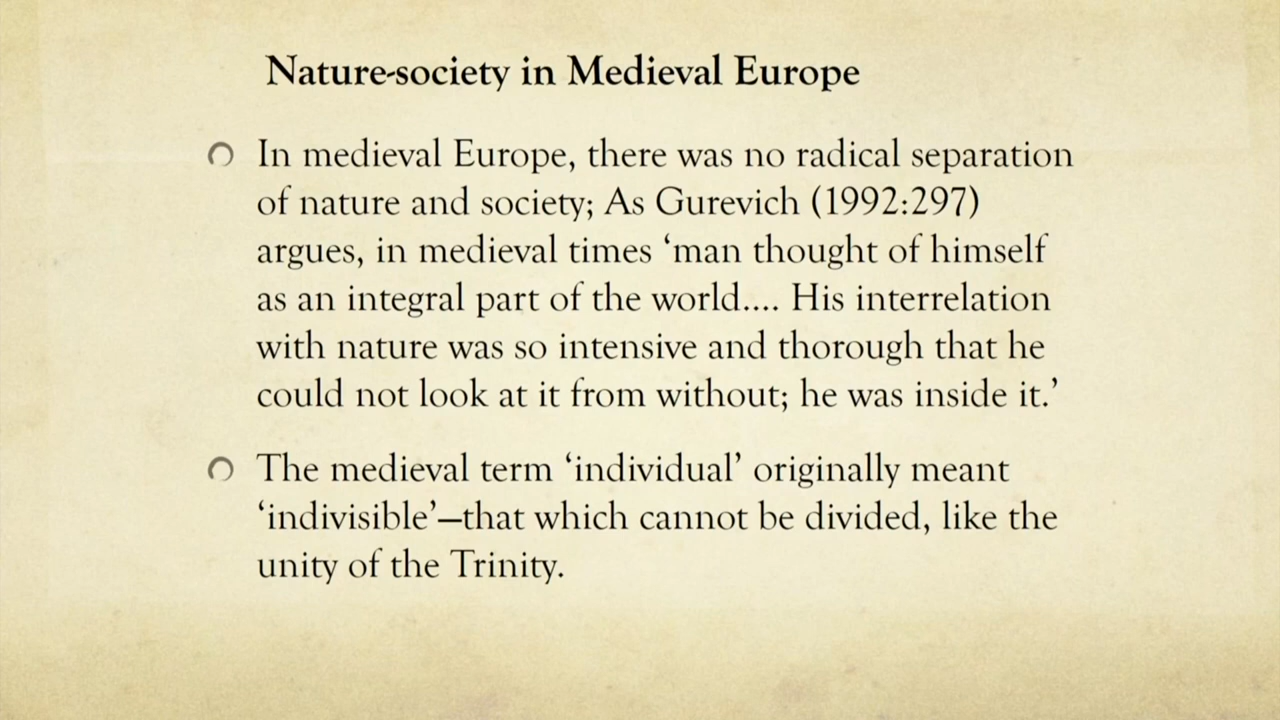 Nature-society in Medieval Europe
In medieval Europe, there was no radical separation
of nature and society; As Gurevich (1992:297)
argues, in medieval times ‘man thought of himself
as an integral part of the world.... His interrelation
with nature was so intensive and thorough that he
could not look at it from without; he was inside it.’
The medieval term ‘individual’ originally meant
‘indivisible’—that which cannot be divided, like the
unity of the Trinity.